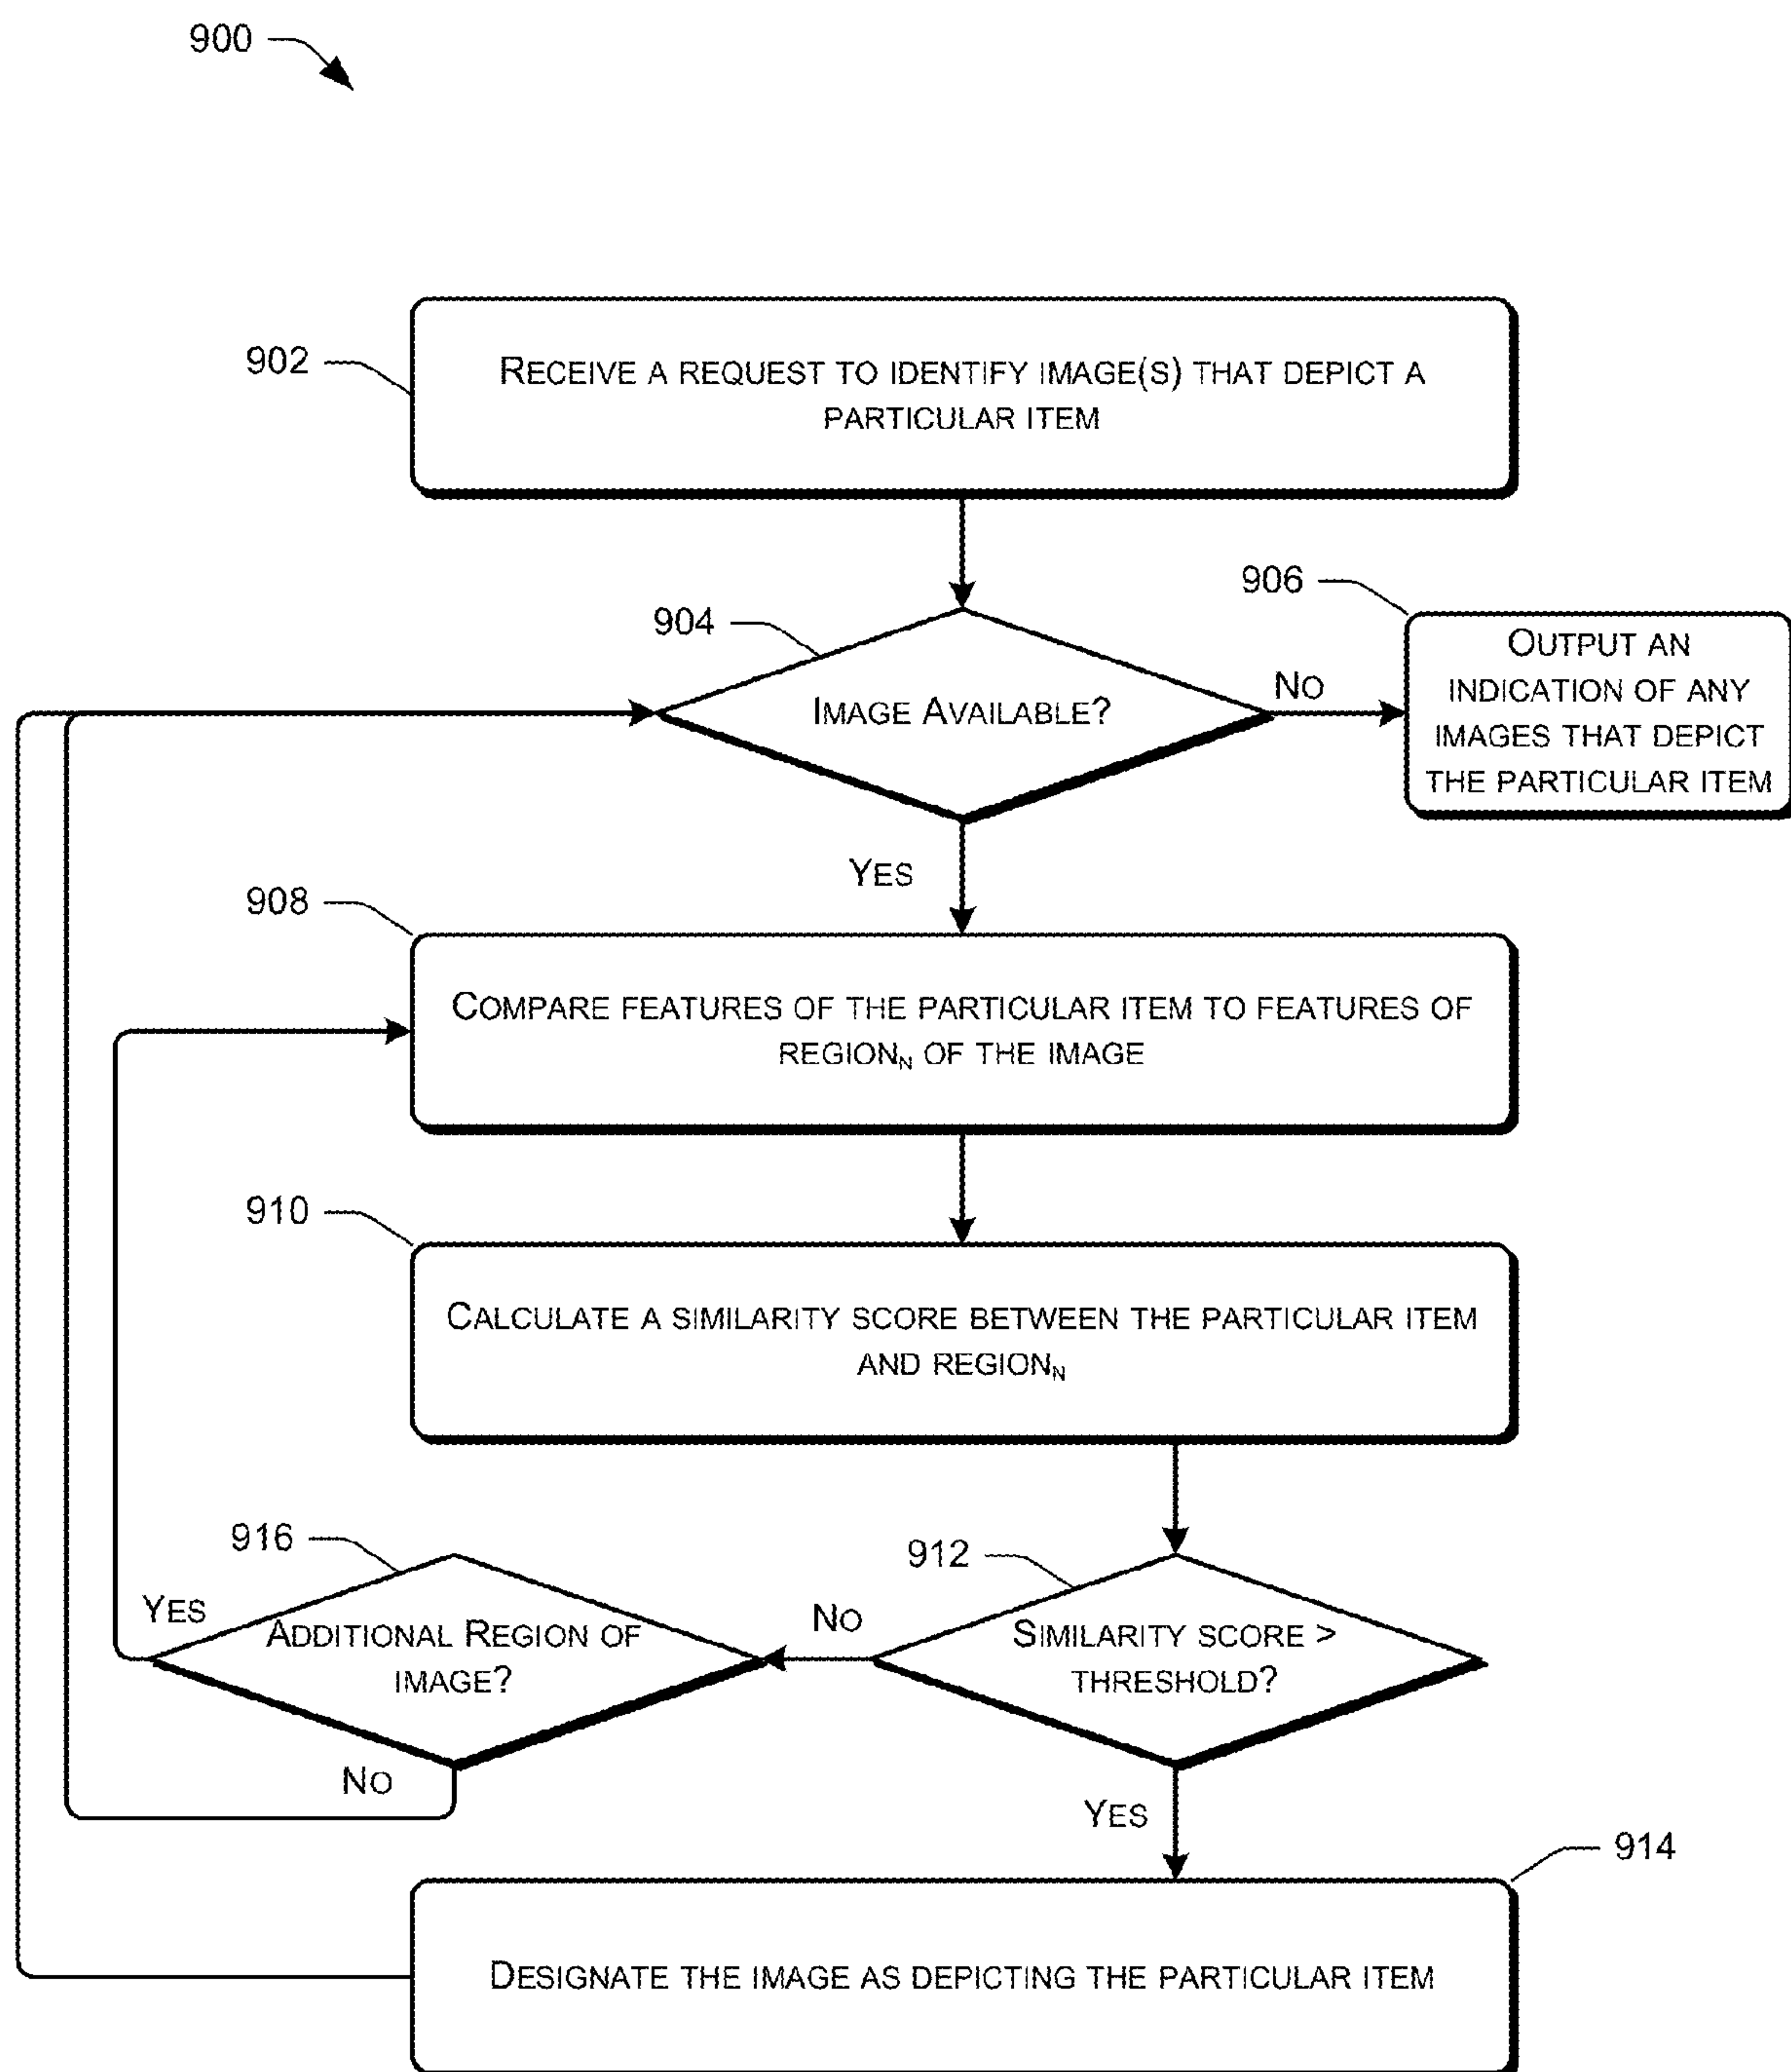 900
902
RECEIVE A REQUEST TO IDENTIFY IMAGE(S) THAT DEPICT A
PARTICULAR ITEM
904
IMAGE AVAILABLE?
NO
906
OUTPUT AN
INDICATION OF ANY
IMAGES THAT DEPICT
THE PARTICULAR ITEM
YES
908
COMPARE FEATURES OF THE PARTICULAR ITEM TO FEATURES OF
REGIONN OF THE IMAGE
910
CALCULATE A SIMILARITY SCORE BETWEEN THE PARTICULAR ITEM
AND REGIONN
912
SIMILARITY SCORE >
THRESHOLD?
NO
916
ADDITIONAL REGION OF
IMAGE?
YES
NO
YES
914
DESIGNATE THE IMAGE AS DEPICTING THE PARTICULAR ITEM